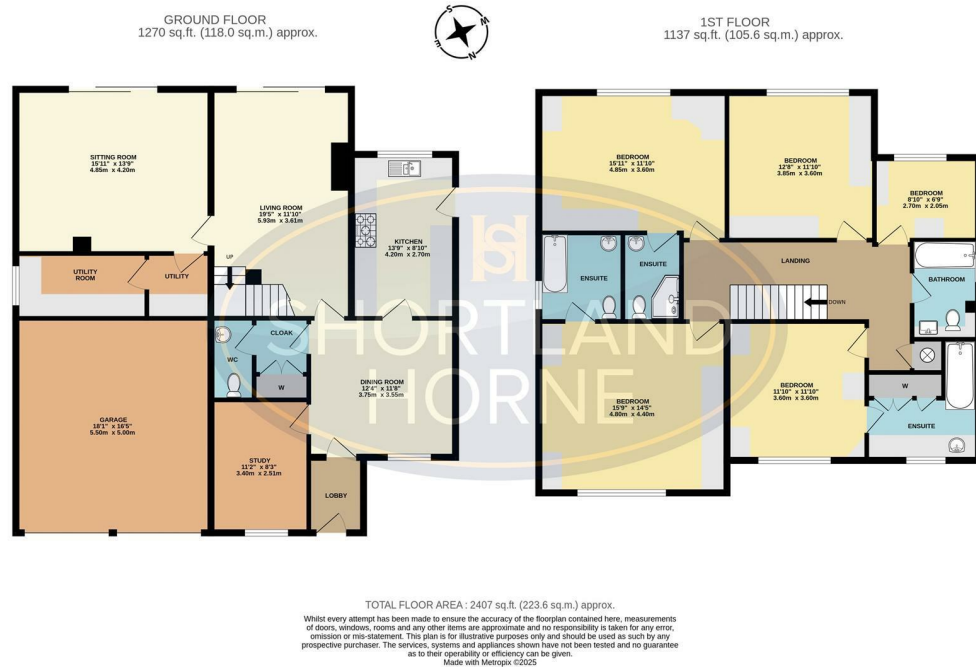 GROUND FLOOR
1270 sq.ft. (118.0 sq.m.) approx.
S
W
E
N
1ST FLOOR
1137 sq.ft. (105.6 sq.m.) approx.
SITTING ROOM
15'11" x 13'9"
4.85m x 4.20m
LIVING ROOM
19'5" x 11'10"
5.93m x 3.61m
KITCHEN
13'9" x 8'10"
4.20m x 2.70m
UP
UTILITY
ROOM
UTILITY
CLOAK
WC
W
DINING ROOM
12'4" x 11'8"
3.75m x 3.55m
GARAGE
18'1" x 16'5"
5.50m x 5.00m
STUDY
11'2" x 8'3"
3.40m x 2.51m
LOBBY
BEDROOM
15'11" x 11'10"
4.85m x 3.60m
BEDROOM
12'8" x 11'10"
3.85m x 3.60m
BEDROOM
8'10" x 6'9"
2.70m x 2.05m
ENSUITE
ENSUITE
LANDING
BATHROOM
DOWN
BEDROOM
15'9" x 14'5"
4.80m x 4.40m
BEDROOM
11'10" x 11'10"
3.60m x 3.60m
W
ENSUITE
SHORTLAND
HORNE
TOTAL FLOOR AREA : 2407 sq.ft. (223.6 sq.m.) approx.
Whilst every attempt has been made to ensure the accuracy of the floorplan contained here, measurements
of doors, windows, rooms and any other items are approximate and no responsibility is taken for any error,
omission or mis-statement. This plan is for illustrative purposes only and should be used as such by any
prospective purchaser. The services, systems and appliances shown have not been tested and no guarantee
as to their operability or efficiency can be given.
Made with Metropix ©2025